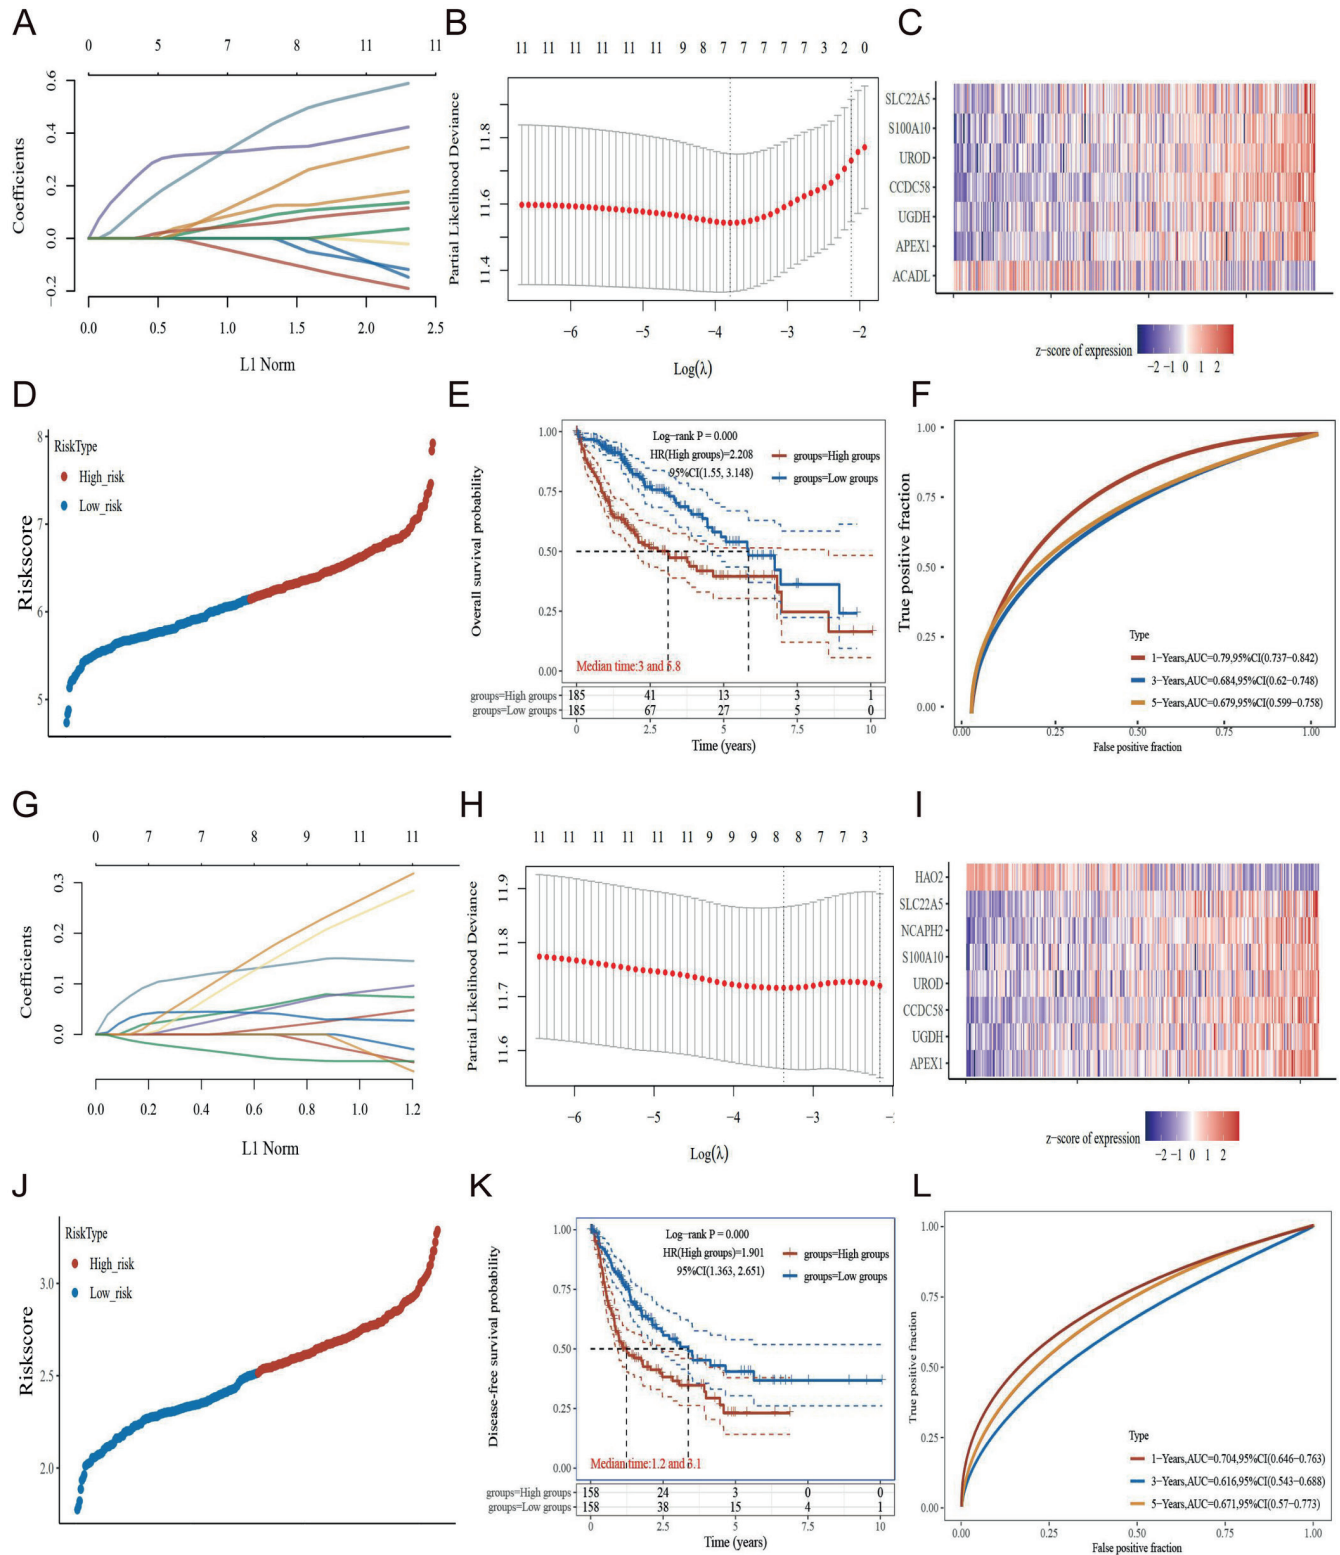 A
0 5 7 8 11 11
Coefficients
0.6
0.4
0.2
0.0
−0.2
0.0 0.5 1.0 1.5 2.0 2.5
L1 Norm
B
11 11 11 11 11 11 9 8 7 7 7 7 7 3 2 0
Partial Likelihood Deviance
11.8
11.6
11.4
−6 −5 −4 −3 −2
Log(λ)
C
SLC22A5
S100A10
UROD
CCDC58
UGDH
APEX1
ACADL
z−score of expression
−2 −1 0 1 2
D
Riskscore
8
7
6
5
RiskType
High_risk
Low_risk
E
Overall survival probability
1.00
0.75
0.50
0.25
0.00
Log−rank P = 0.000
HR(High groups)=2.208
95%CI(1.55, 3.148)
groups=High groups
groups=Low groups
Median time:3 and 5.8
groups=High groups 185 41 13 3 1
groups=Low groups 185 67 27 5 0
0 2.5 5 7.5 10
Time (years)
F
True positive fraction
1.00
0.75
0.50
0.25
0.00
Type
1−Years,AUC=0.79,95%CI(0.737−0.842)
3−Years,AUC=0.684,95%CI(0.62−0.748)
5−Years,AUC=0.679,95%CI(0.599−0.758)
0.00 0.25 0.50 0.75 1.00
False positive fraction
G
0 7 7 8 9 11 11
Coefficients
0.3
0.2
0.1
0.0
0.0 0.2 0.4 0.6 0.8 1.0 1.2
L1 Norm
H
11 11 11 11 11 11 9 9 9 8 8 7 7 3
Partial Likelihood Deviance
11.9
11.8
11.7
11.6
−6 −5 −4 −3
Log(λ)
I
HAO2
SLC22A5
NCAPH2
S100A10
UROD
CCDC58
UGDH
APEX1
z−score of expression
−2 −1 0 1 2
J
Riskscore
3.0
2.5
2.0
RiskType
High_risk
Low_risk
K
Disease−free survival probability
1.00
0.75
0.50
0.25
0.00
Log−rank P = 0.000
HR(High groups)=1.901
95%CI(1.363, 2.651)
groups=High groups
groups=Low groups
Median time:1.2 and 3.1
groups=High groups 158 24 3 0 0
groups=Low groups 158 38 15 4 1
0 2.5 5 7.5 10
Time (years)
L
True positive fraction
1.00
0.75
0.50
0.25
0.00
Type
1−Years,AUC=0.704,95%CI(0.646−0.763)
3−Years,AUC=0.616,95%CI(0.543−0.688)
5−Years,AUC=0.671,95%CI(0.57−0.773)
0.00 0.25 0.50 0.75 1.00
False positive fraction